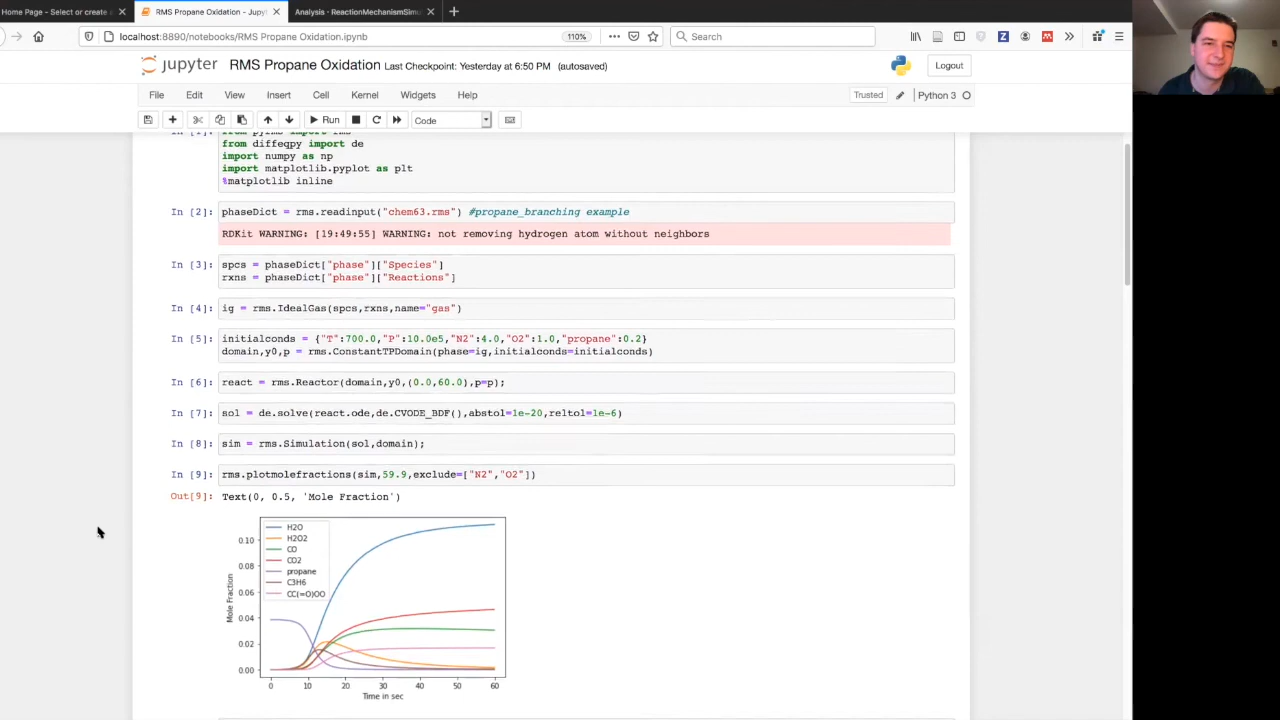 Home Page - Select or create a
RMS Propane Oxidation - Jupy
Analysis · ReactionMechanismSimu
localhost:8890/notebooks/RMS Propane Oxidation.ipynb
110%
Search
jupyter RMS Propane Oxidation Last Checkpoint: Yesterday at 6:50 PM (autosaved)
Logout
File Edit View Insert Cell Kernel Widgets Help
Trusted
Python 3
Run
Code
In [1]: from pyrms import rms
from diffeqpy import de
import numpy as np
import matplotlib.pyplot as plt
%matplotlib inline
In [2]: phaseDict = rms.readinput("chem63.rms") #propane_branching example
RDKit WARNING: [19:49:55] WARNING: not removing hydrogen atom without neighbors
In [3]: spcs = phaseDict["phase"]["Species"]
rxns = phaseDict["phase"]["Reactions"]
In [4]: ig = rms.IdealGas(spcs,rxns,name="gas")
In [5]: initialconds = {"T":700.0,"P":10.0e5,"N2":4.0,"O2":1.0,"propane":0.2}
domain,y0,p = rms.ConstantTPDomain(phase=ig,initialconds=initialconds)
In [6]: react = rms.Reactor(domain,y0,(0.0,60.0),p=p);
In [7]: sol = de.solve(react.ode,de.CVODE_BDF(),abstol=1e-20,reltol=1e-6)
In [8]: sim = rms.Simulation(sol,domain);
In [9]: rms.plotmolefractions(sim,59.9,exclude=["N2","O2"])
Out[9]: Text(0, 0.5, 'Mole Fraction')
H2O
H2O2
CO
CO2
propane
C3H6
CC(=O)OO
Mole Fraction
0.10
0.08
0.06
0.04
0.02
0.00
0 10 20 30 40 50 60
Time in sec